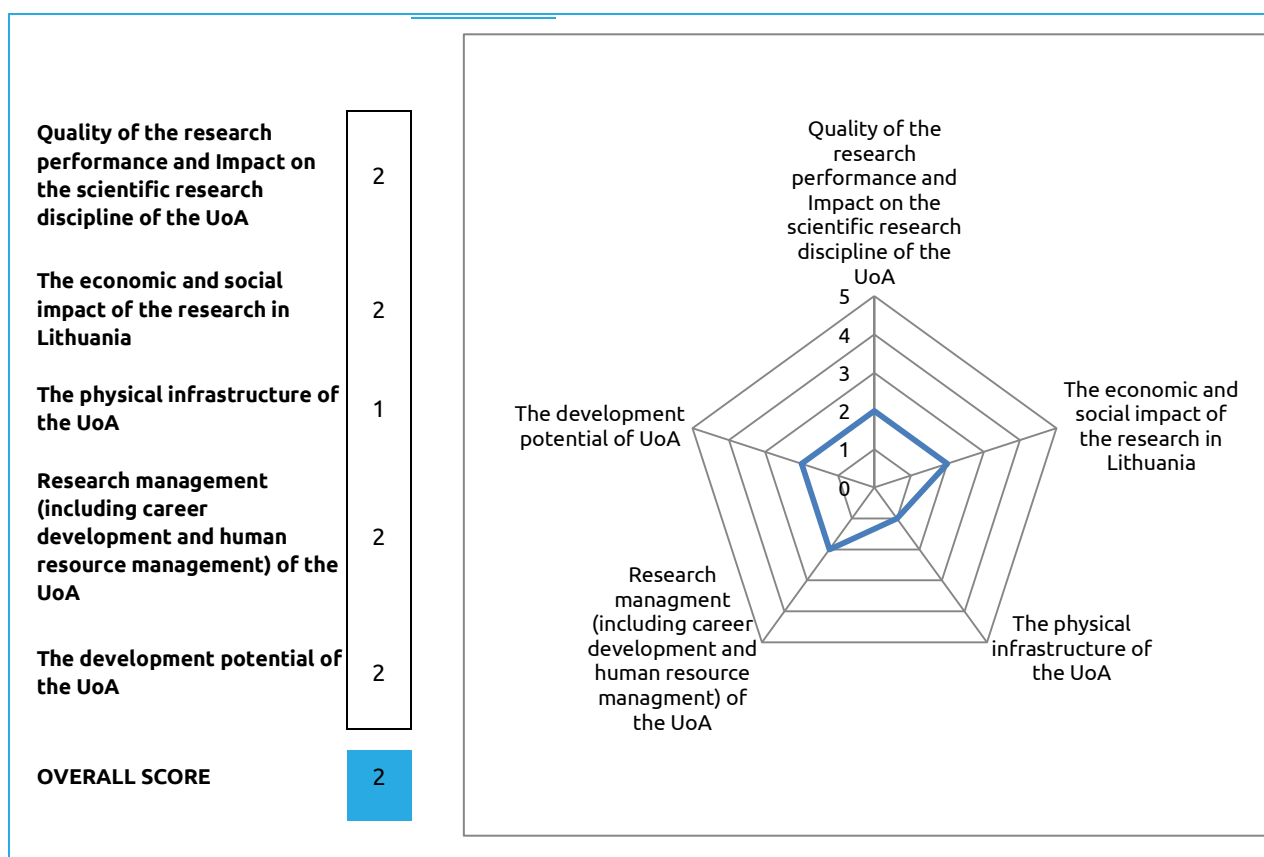 Quality of the research
performance and Impact on
the scientific research
discipline of the UoA
2
The economic and social
impact of the research in
Lithuania
2
The physical infrastructure of
the UoA
1
Research management
(including career
development and human
resource management) of the
UoA
2
The development potential of
the UoA
2
OVERALL SCORE
2
Quality of the
research
performance and
Impact on the
scientific research
discipline of the
UoA
5
4
3
2
1
0
The economic and
social impact of
the research in
Lithuania
The physical
infrastructure of
the UoA
Research
managment
(including career
development and
human resource
managment) of
the UoA
The development
potential of UoA